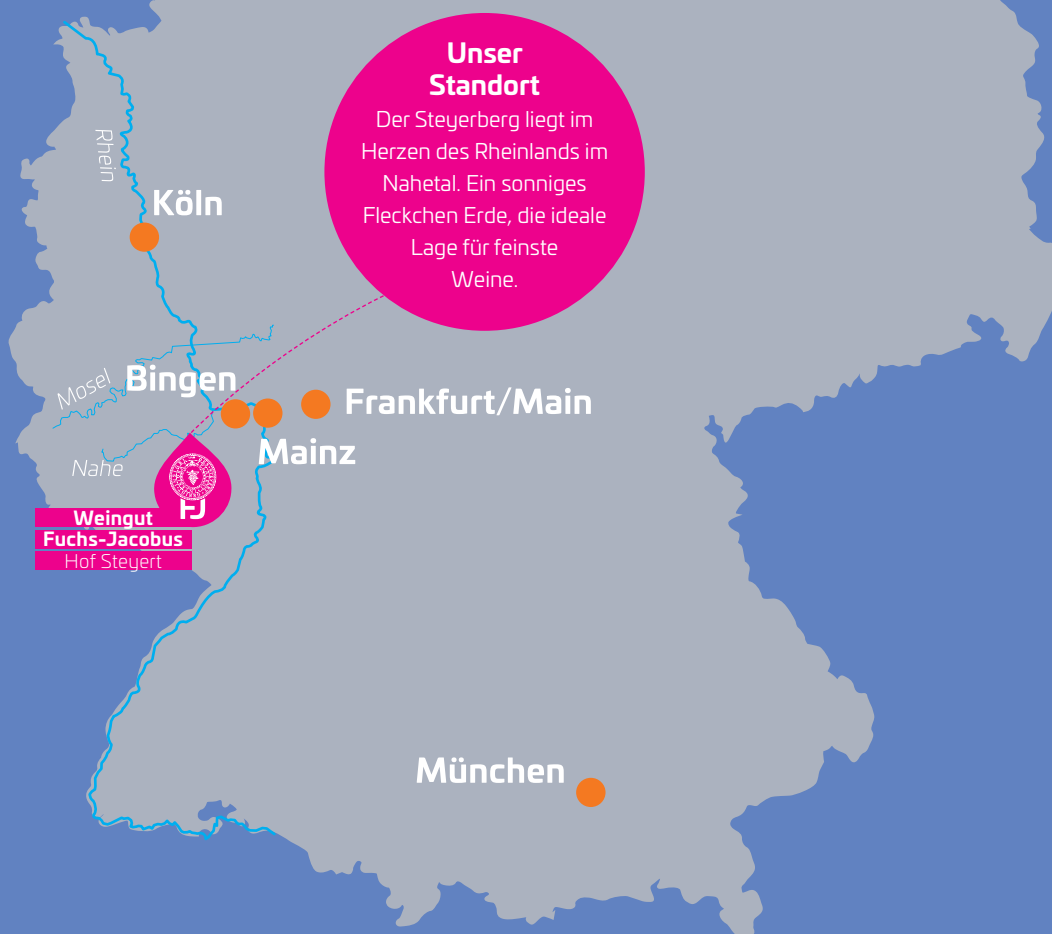 Unser
Standort
Der Steyerberg liegt im
Herzen des Rheinlands im
Nahetal. Ein sonniges
Fleckchen Erde, die ideale
Lage für feinste
Weine.
Rhein
Köln
Mosel
Bingen
Frankfurt/Main
Mainz
Nahe
FJ
Weingut
Fuchs-Jacobus
Hof Steyert
München